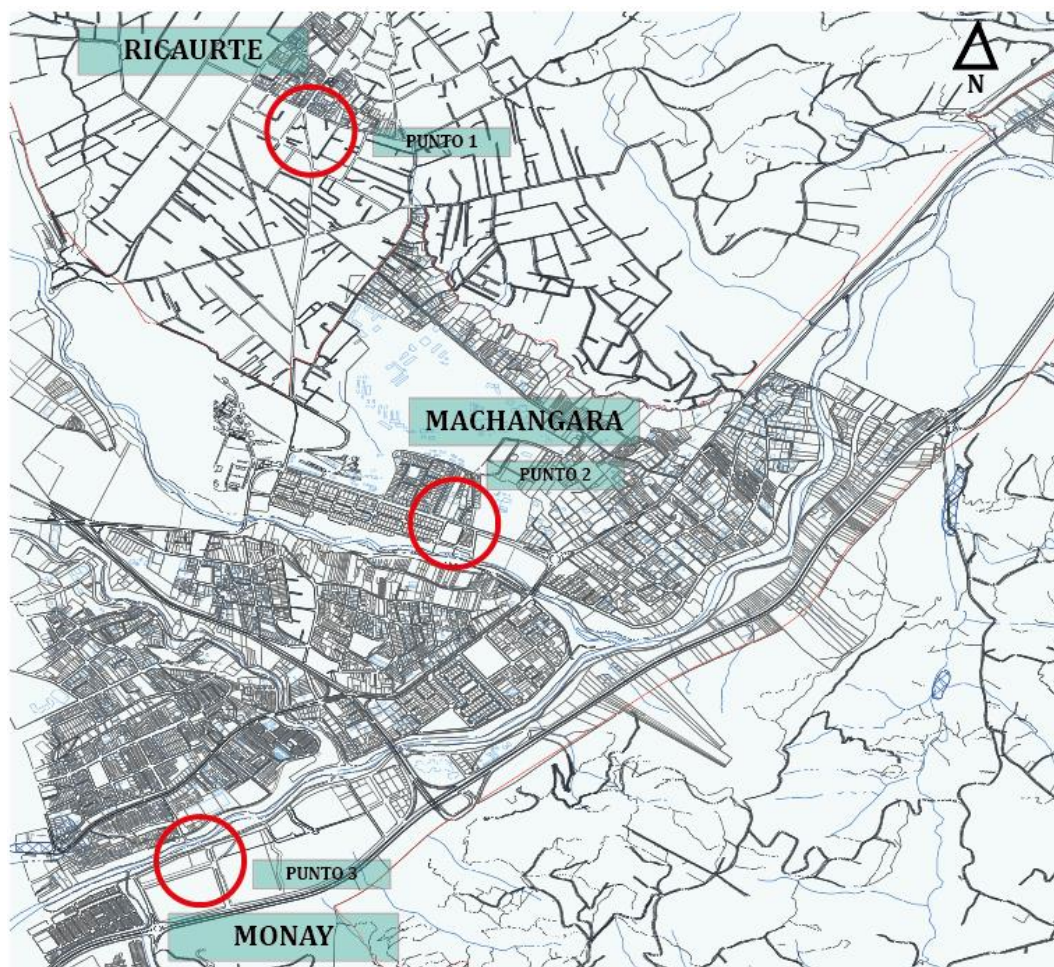 RICAURTE
N
PUNTO 1
MACHANGARA
PUNTO 2
PUNTO 3
MONAY